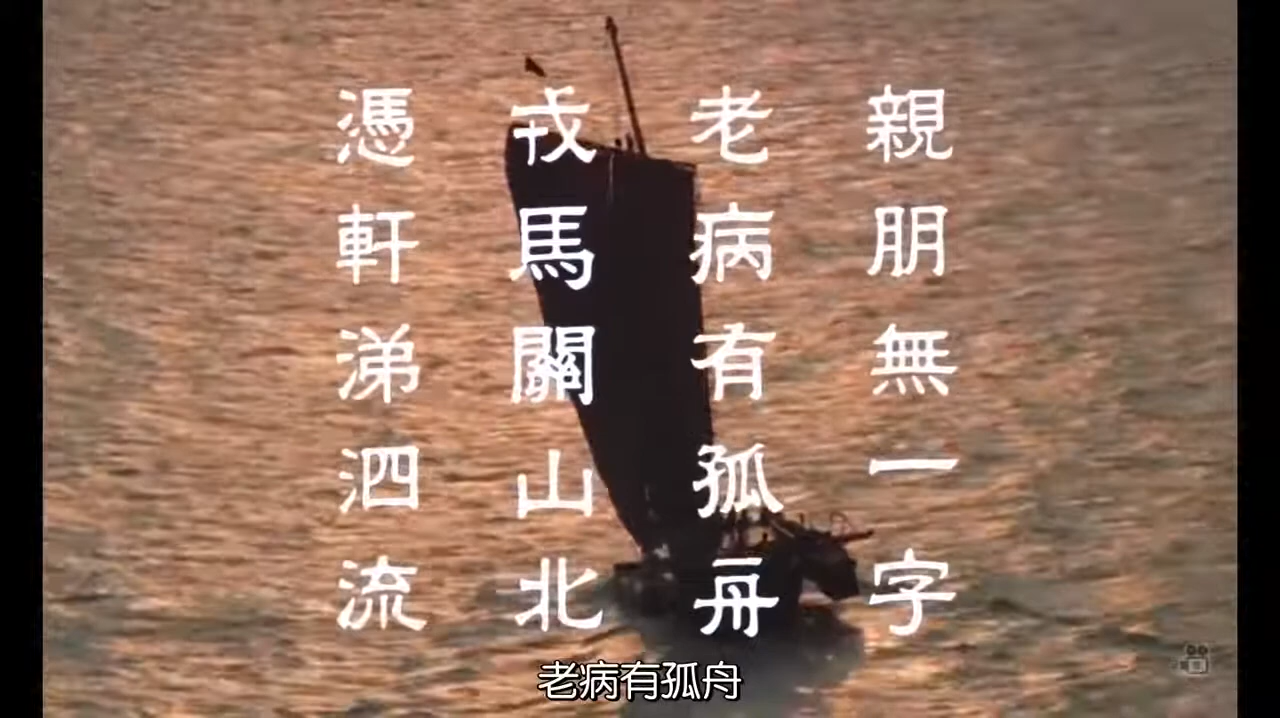 親朋無一字
老病有孤舟
戎馬關山北
憑軒涕泗流
老病有孤舟